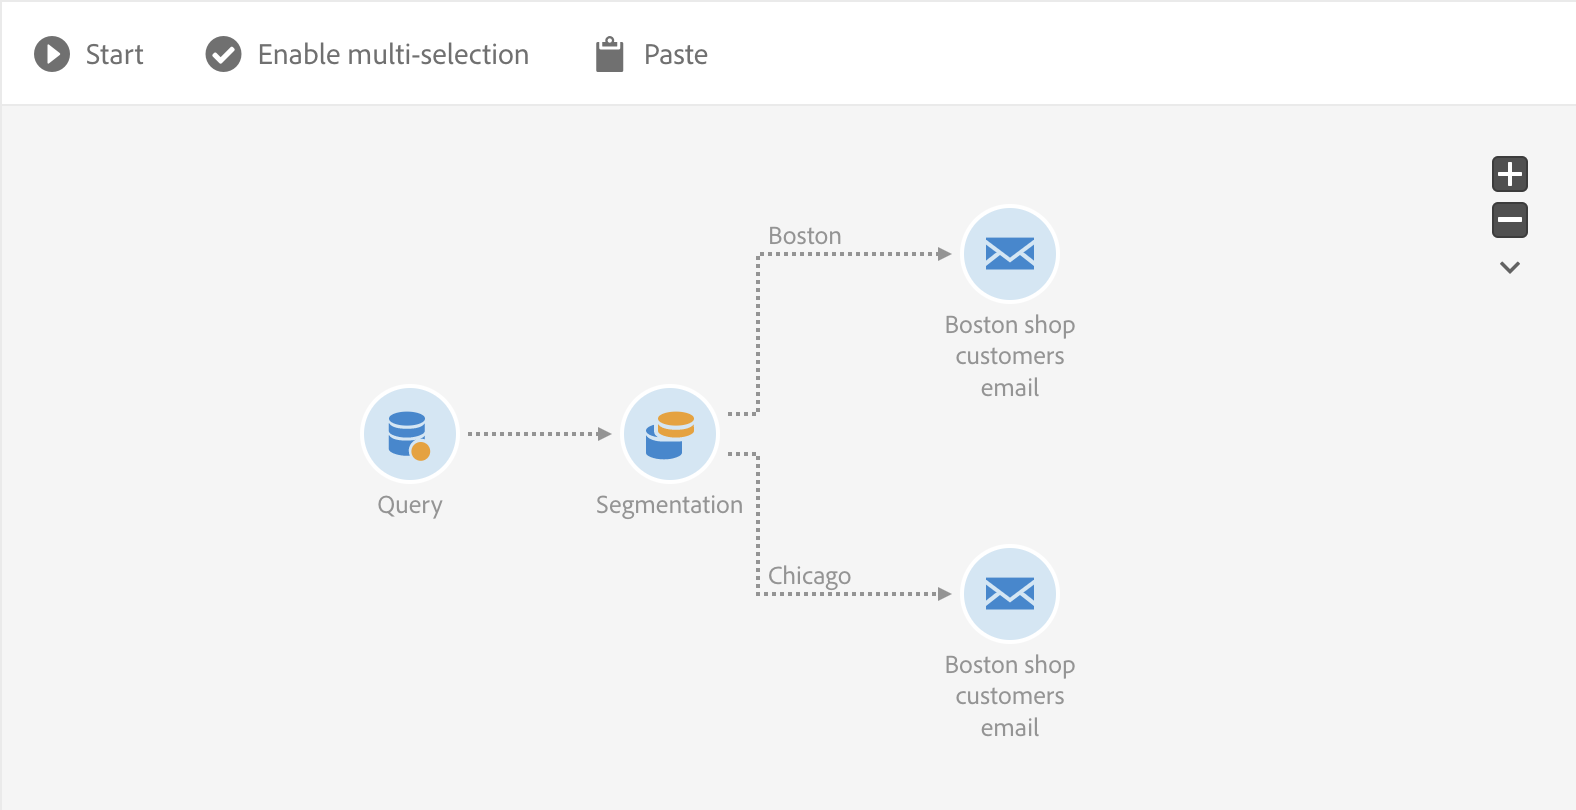 Start
Enable multi-selection
Paste
Boston
Boston shop
customers
email
Query
Segmentation
Chicago
Boston shop
customers
email